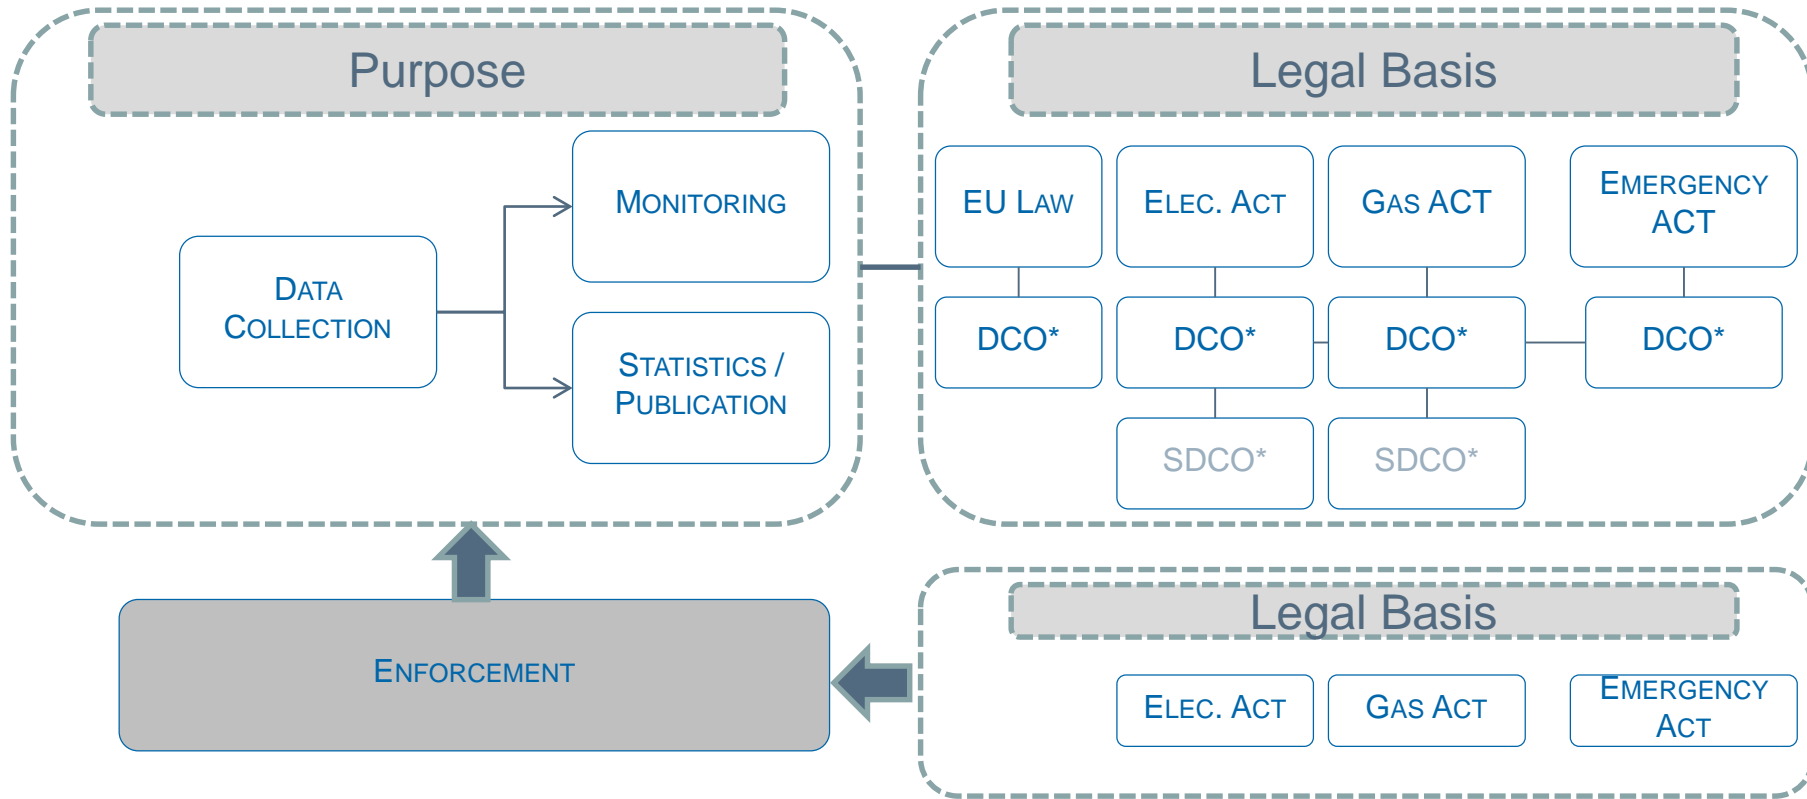 Purpose
DATA
COLLECTION
MONITORING
STATISTICS /
PUBLICATION
Legal Basis
EU LAW
ELEC. ACT
GAS ACT
EMERGENCY
ACT
DCO*
DCO*
DCO*
DCO*
SDCO*
SDCO*
ENFORCEMENT
Legal Basis
ELEC. ACT
GAS ACT
EMERGENCY
ACT